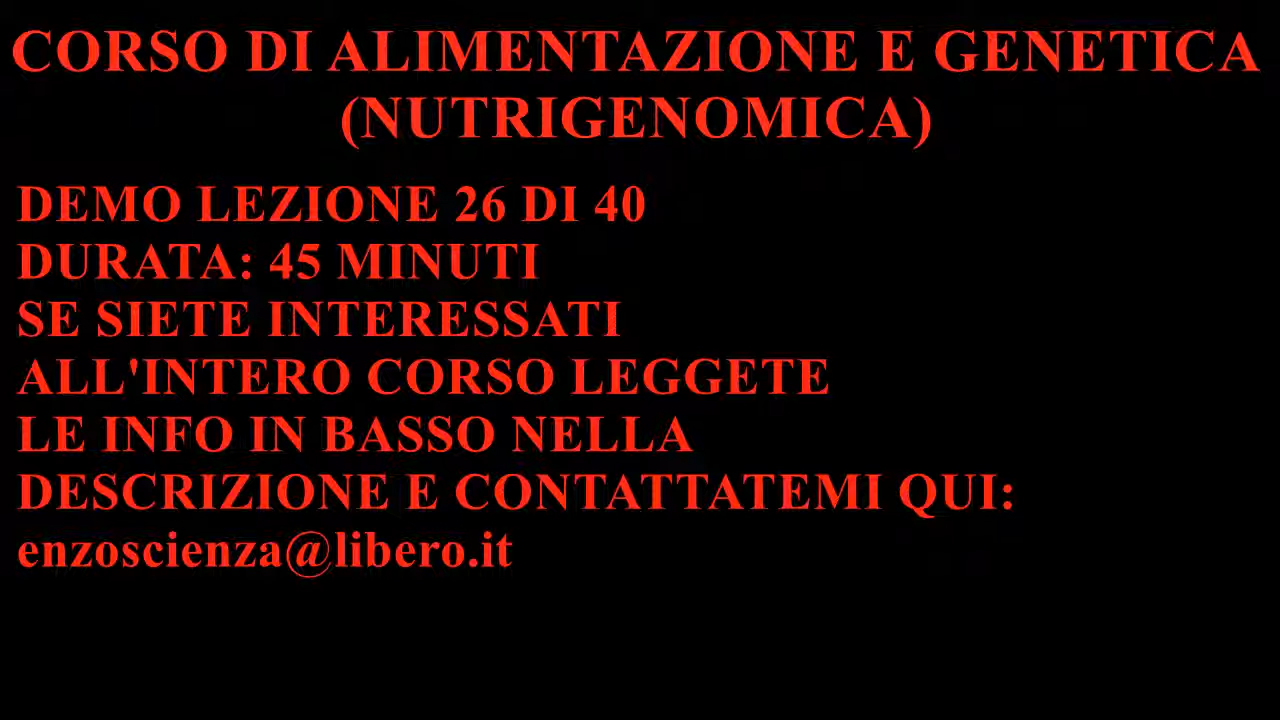 CORSO DI ALIMENTAZIONE E GENETICA
(NUTRIGENOMICA)
DEMO LEZIONE 26 DI 40
DURATA: 45 MINUTI
SE SIETE INTERESSATI
ALL'INTERO CORSO LEGGETE
LE INFO IN BASSO NELLA
DESCRIZIONE E CONTATTATEMI QUI:
enzoscienza@libero.it